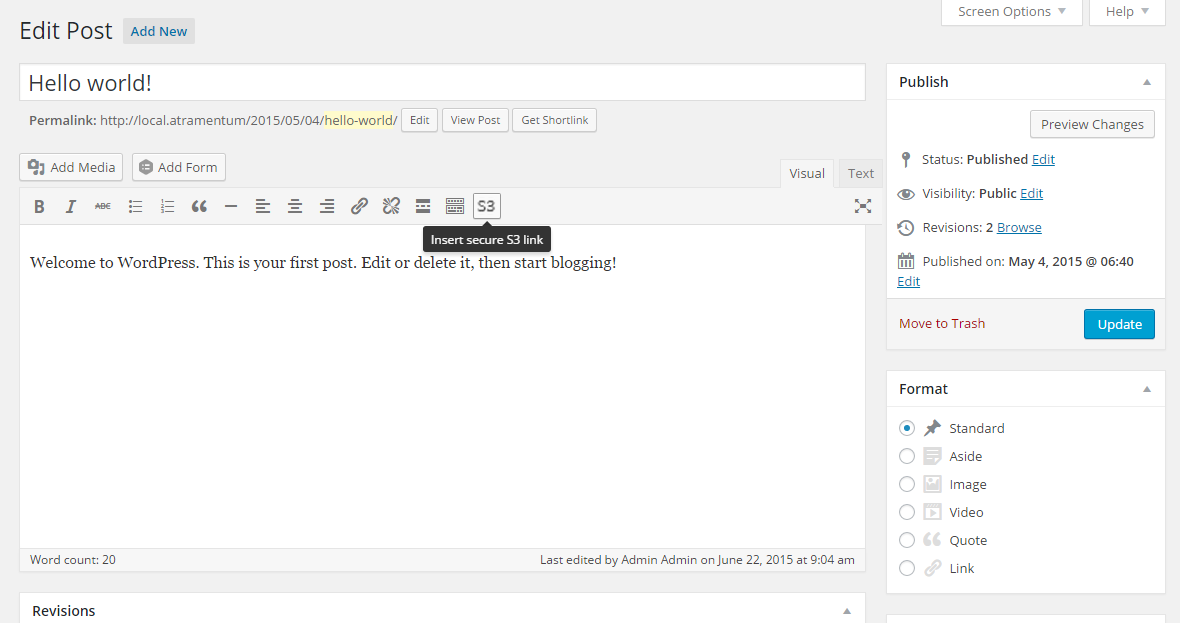 Screen Options
Help
Edit Post
Add New
Hello world!
Permalink: http://local.atramentum/2015/05/04/hello-world/
Edit
View Post
Get Shortlink
Add Media
Add Form
Visual
Text
B
I
ABC
S3
Insert secure S3 link
Welcome to WordPress. This is your first post. Edit or delete it, then start blogging!
Word count: 20
Last edited by Admin Admin on June 22, 2015 at 9:04 am
Revisions
Publish
Preview Changes
Status: Published Edit
Visibility: Public Edit
Revisions: 2 Browse
Published on: May 4, 2015 @ 06:40
Edit
Move to Trash
Update
Format
Standard
Aside
Image
Video
Quote
Link